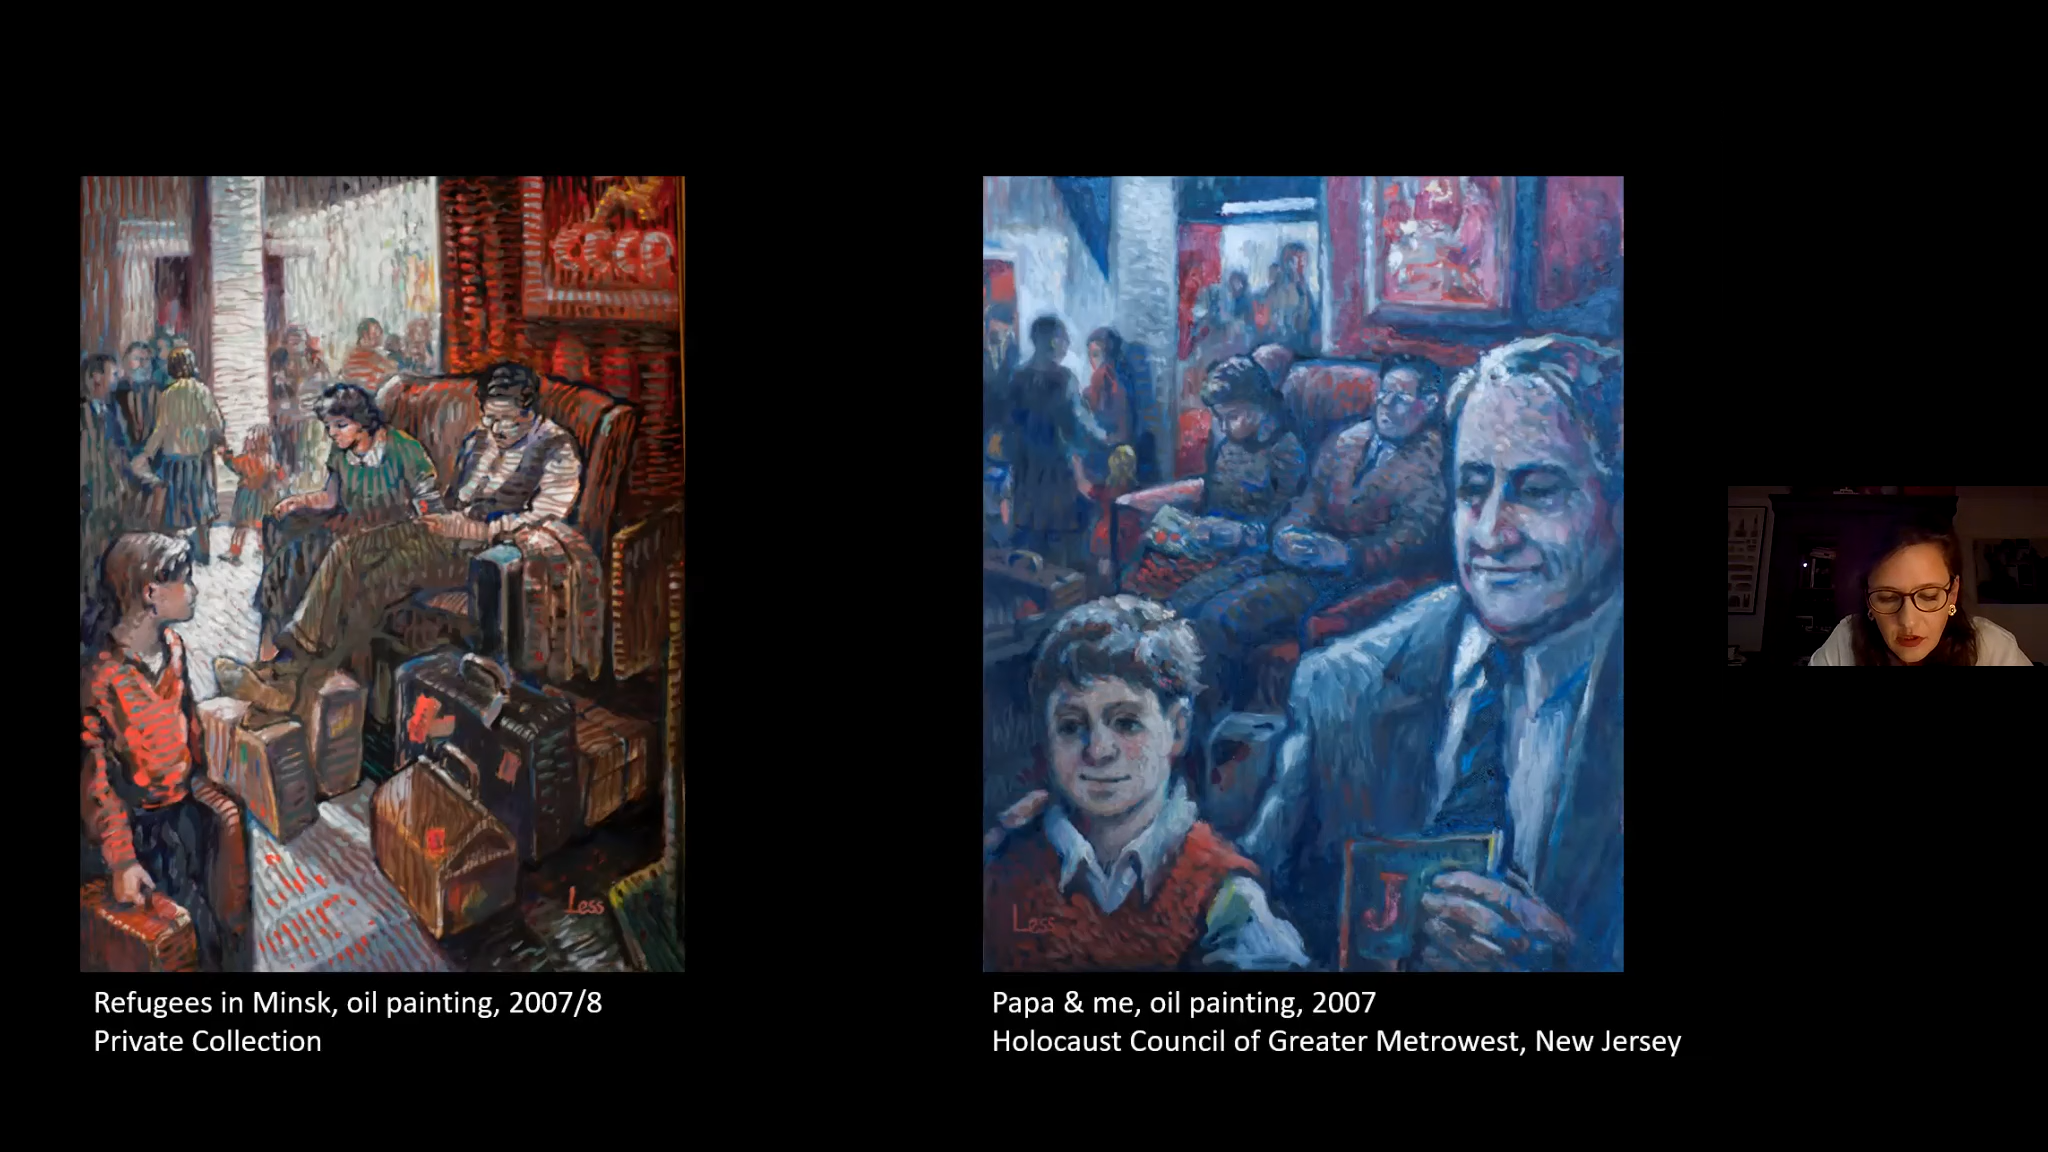 CCCP
Less
J
Less
Refugees in Minsk, oil painting, 2007/8
Private Collection
Papa & me, oil painting, 2007
Holocaust Council of Greater Metrowest, New Jersey